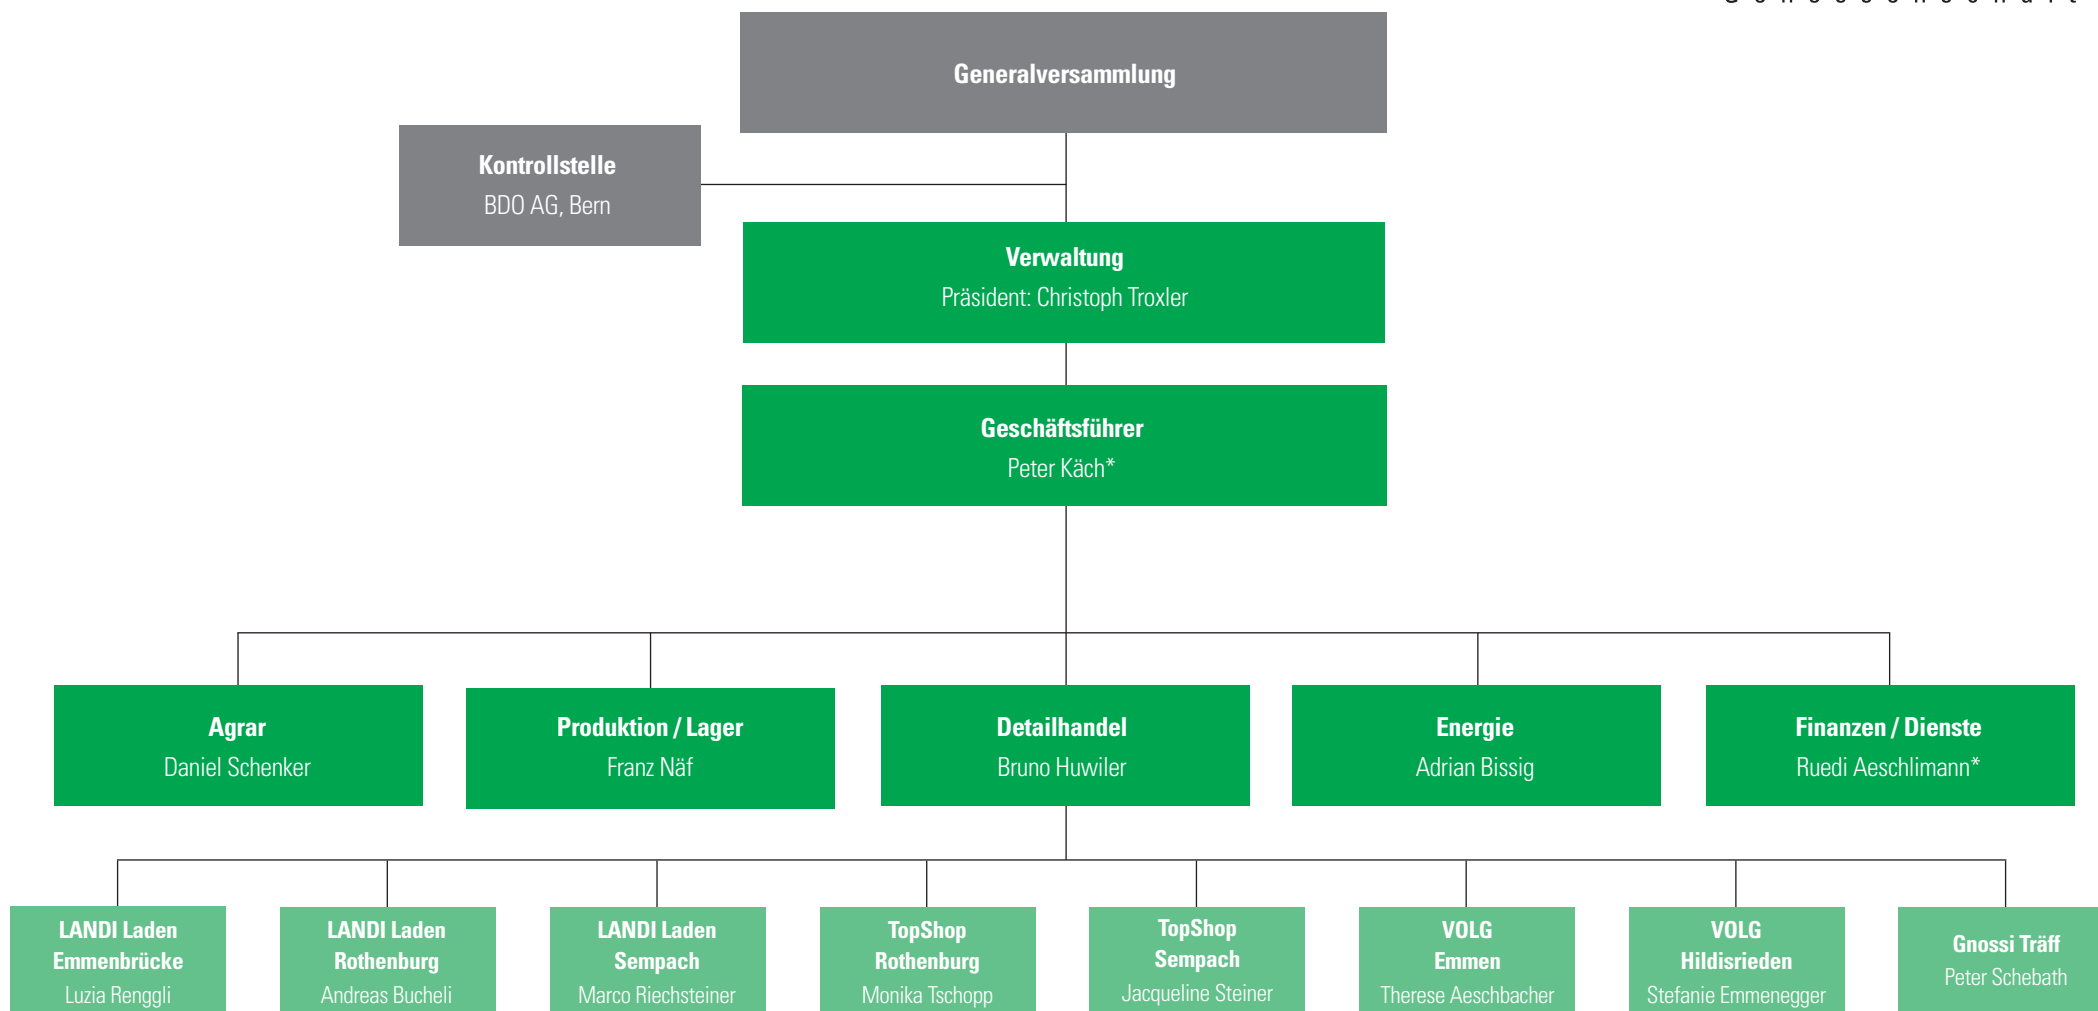 Generalversammlung
Kontrollstelle
BDO AG, Bern
Verwaltung
Präsident: Christoph Troxler
Geschäftsführer
Peter Käch*
Agrar
Daniel Schenker
Produktion / Lager
Franz Näf
Detailhandel
Bruno Huwiler
Energie
Adrian Bissig
Finanzen / Dienste
Ruedi Aeschlimann*
LANDI Laden
Emmenbrücke
Luzia Renggli
LANDI Laden
Rothenburg
Andreas Bucheli
LANDI Laden
Sempach
Marco Riechsteiner
TopShop
Rothenburg
Monika Tschopp
TopShop
Sempach
Jacqueline Steiner
VOLG
Emmen
Therese Aeschbacher
VOLG
Hildisrieden
Stefanie Emmenegger
Gnossi Träff
Peter Schebath